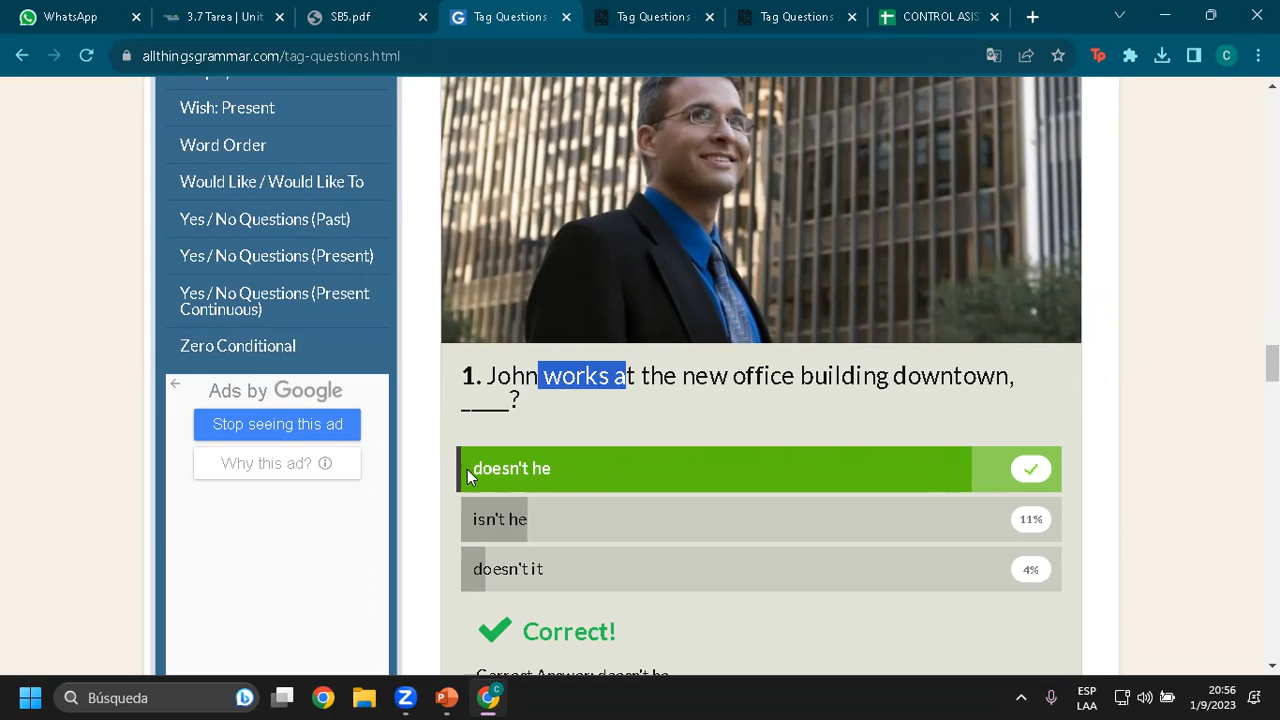 WhatsApp
3.7 Tarea | Unit
SB5.pdf
Tag Questions
Tag Questions
Tag Questions
CONTROL ASIS
allthingsgrammar.com/tag-questions.html
Wish: Present
Word Order
Would Like / Would Like To
Yes / No Questions (Past)
Yes / No Questions (Present)
Yes / No Questions (Present
Continuous)
Zero Conditional
Ads by Google
Stop seeing this ad
Why this ad?
1. John works at the new office building downtown,
____?
doesn't he
isn't he
11%
doesn't it
4%
Correct!
Correct Answer: doesn't he
Búsqueda
ESP
LAA
20:56
1/9/2023